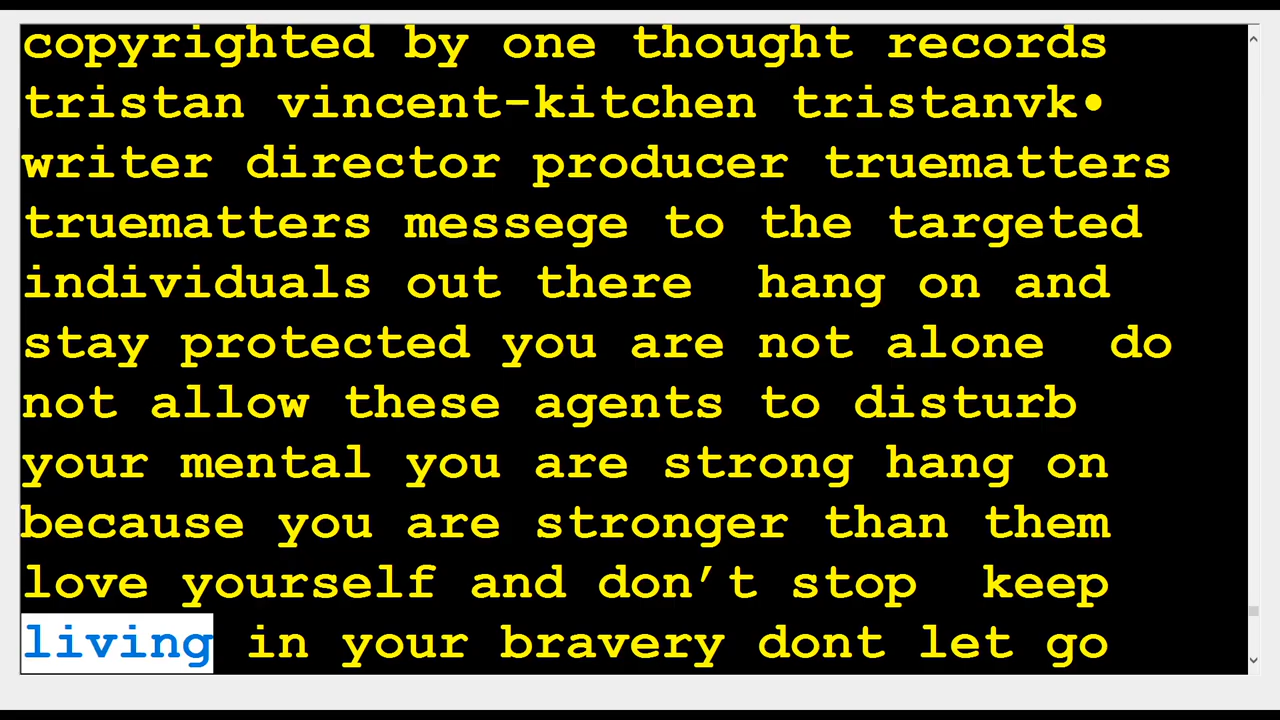 copyrighted by one thought records
tristan vincent-kitchen tristanvk•
writer director producer truematters
truematters messege to the targeted
individuals out there  hang on and
stay protected you are not alone  do
not allow these agents to disturb
your mental you are strong hang on
because you are stronger than them
love yourself and don’t stop  keep
living in your bravery dont let go